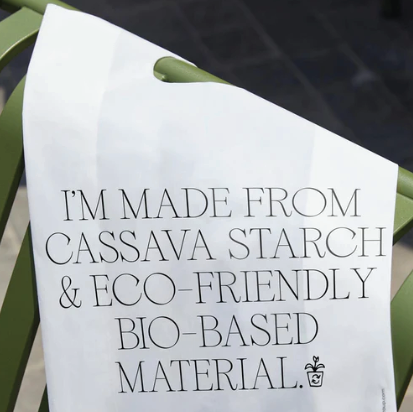 I'M MADE FROM
CASSAVA STARCH
& ECO-FRIENDLY
BIO-BASED
MATERIAL.